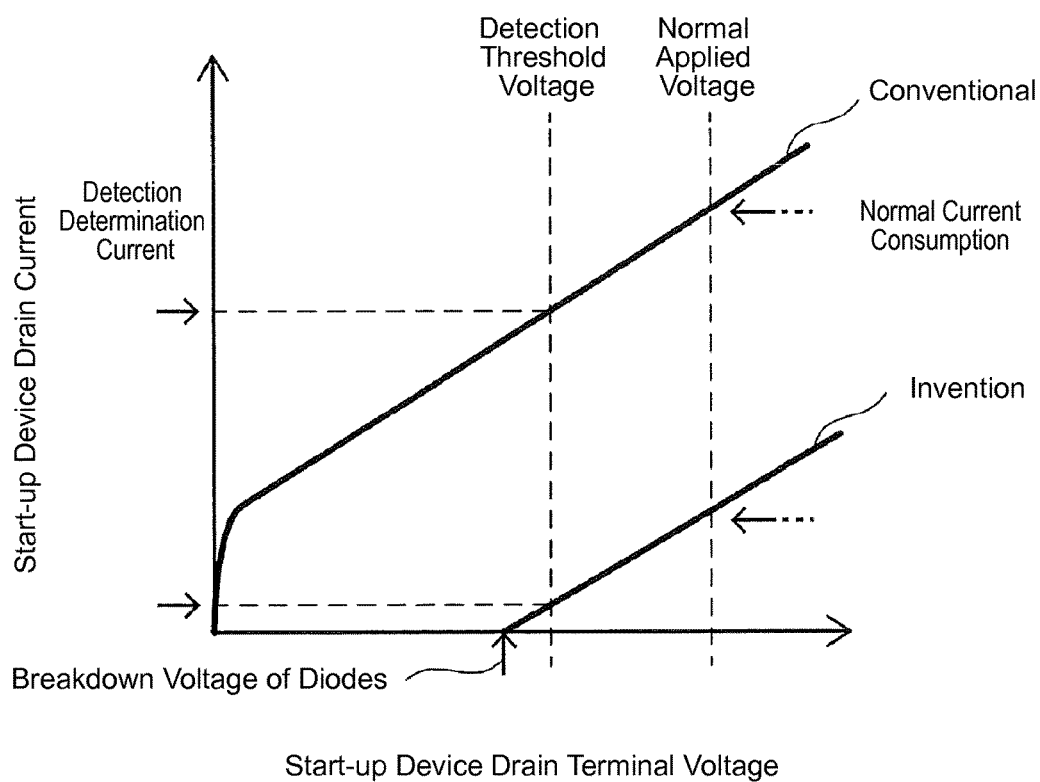 Detection
Threshold
Voltage
Normal
Applied
Voltage
Conventional
Detection
Determination
Current
Normal Current
Consumption
Start-up Device Drain Current
Invention
Breakdown Voltage of Diodes
Start-up Device Drain Terminal Voltage